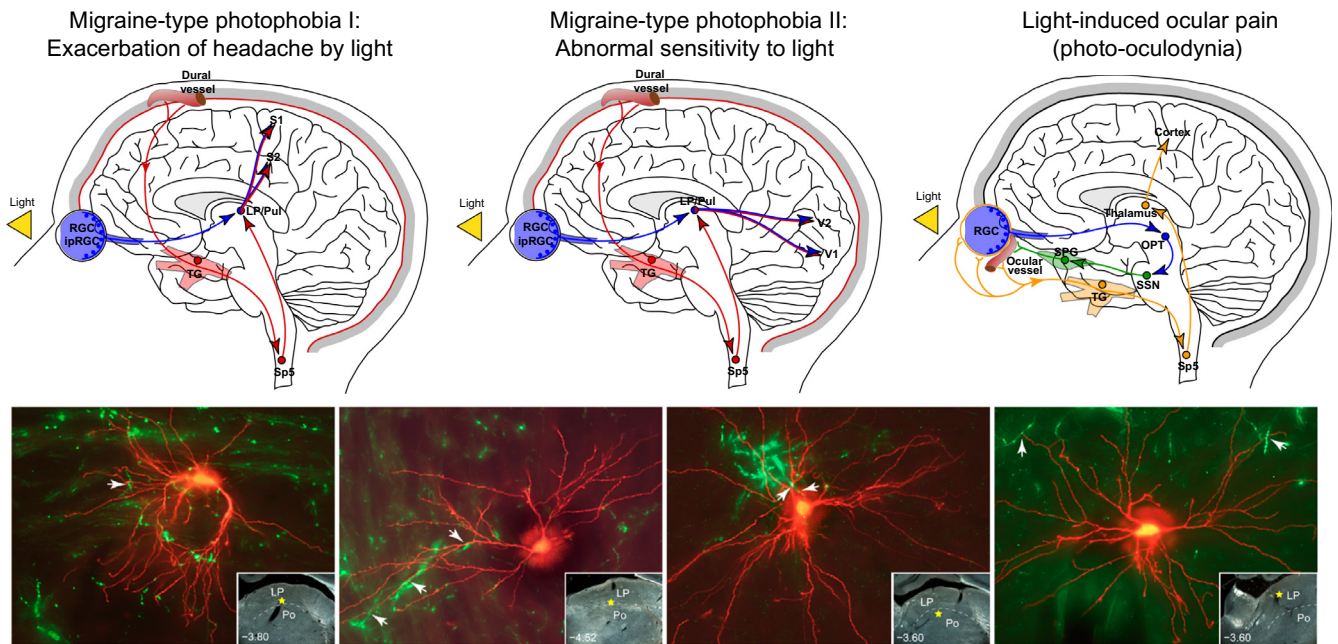 Migraine-type photophobia I:
Exacerbation of headache by light
Migraine-type photophobia II:
Abnormal sensitivity to light
Light-induced ocular pain
(photo-oculodynia)
Dural
vessel
S1
S2
Light
LP/Pul
RGC
ipRGC
TG
Sp5
Dural
vessel
Light
LP/Pul
V2
RGC
ipRGC
V1
TG
Sp5
Cortex
Light
Thalamus
RGC
OPT
SPG
Ocular
vessel
SSN
TG
Sp5
LP
Po
−3.80
LP
Po
−4.52
LP
Po
−3.60
LP
Po
−3.60